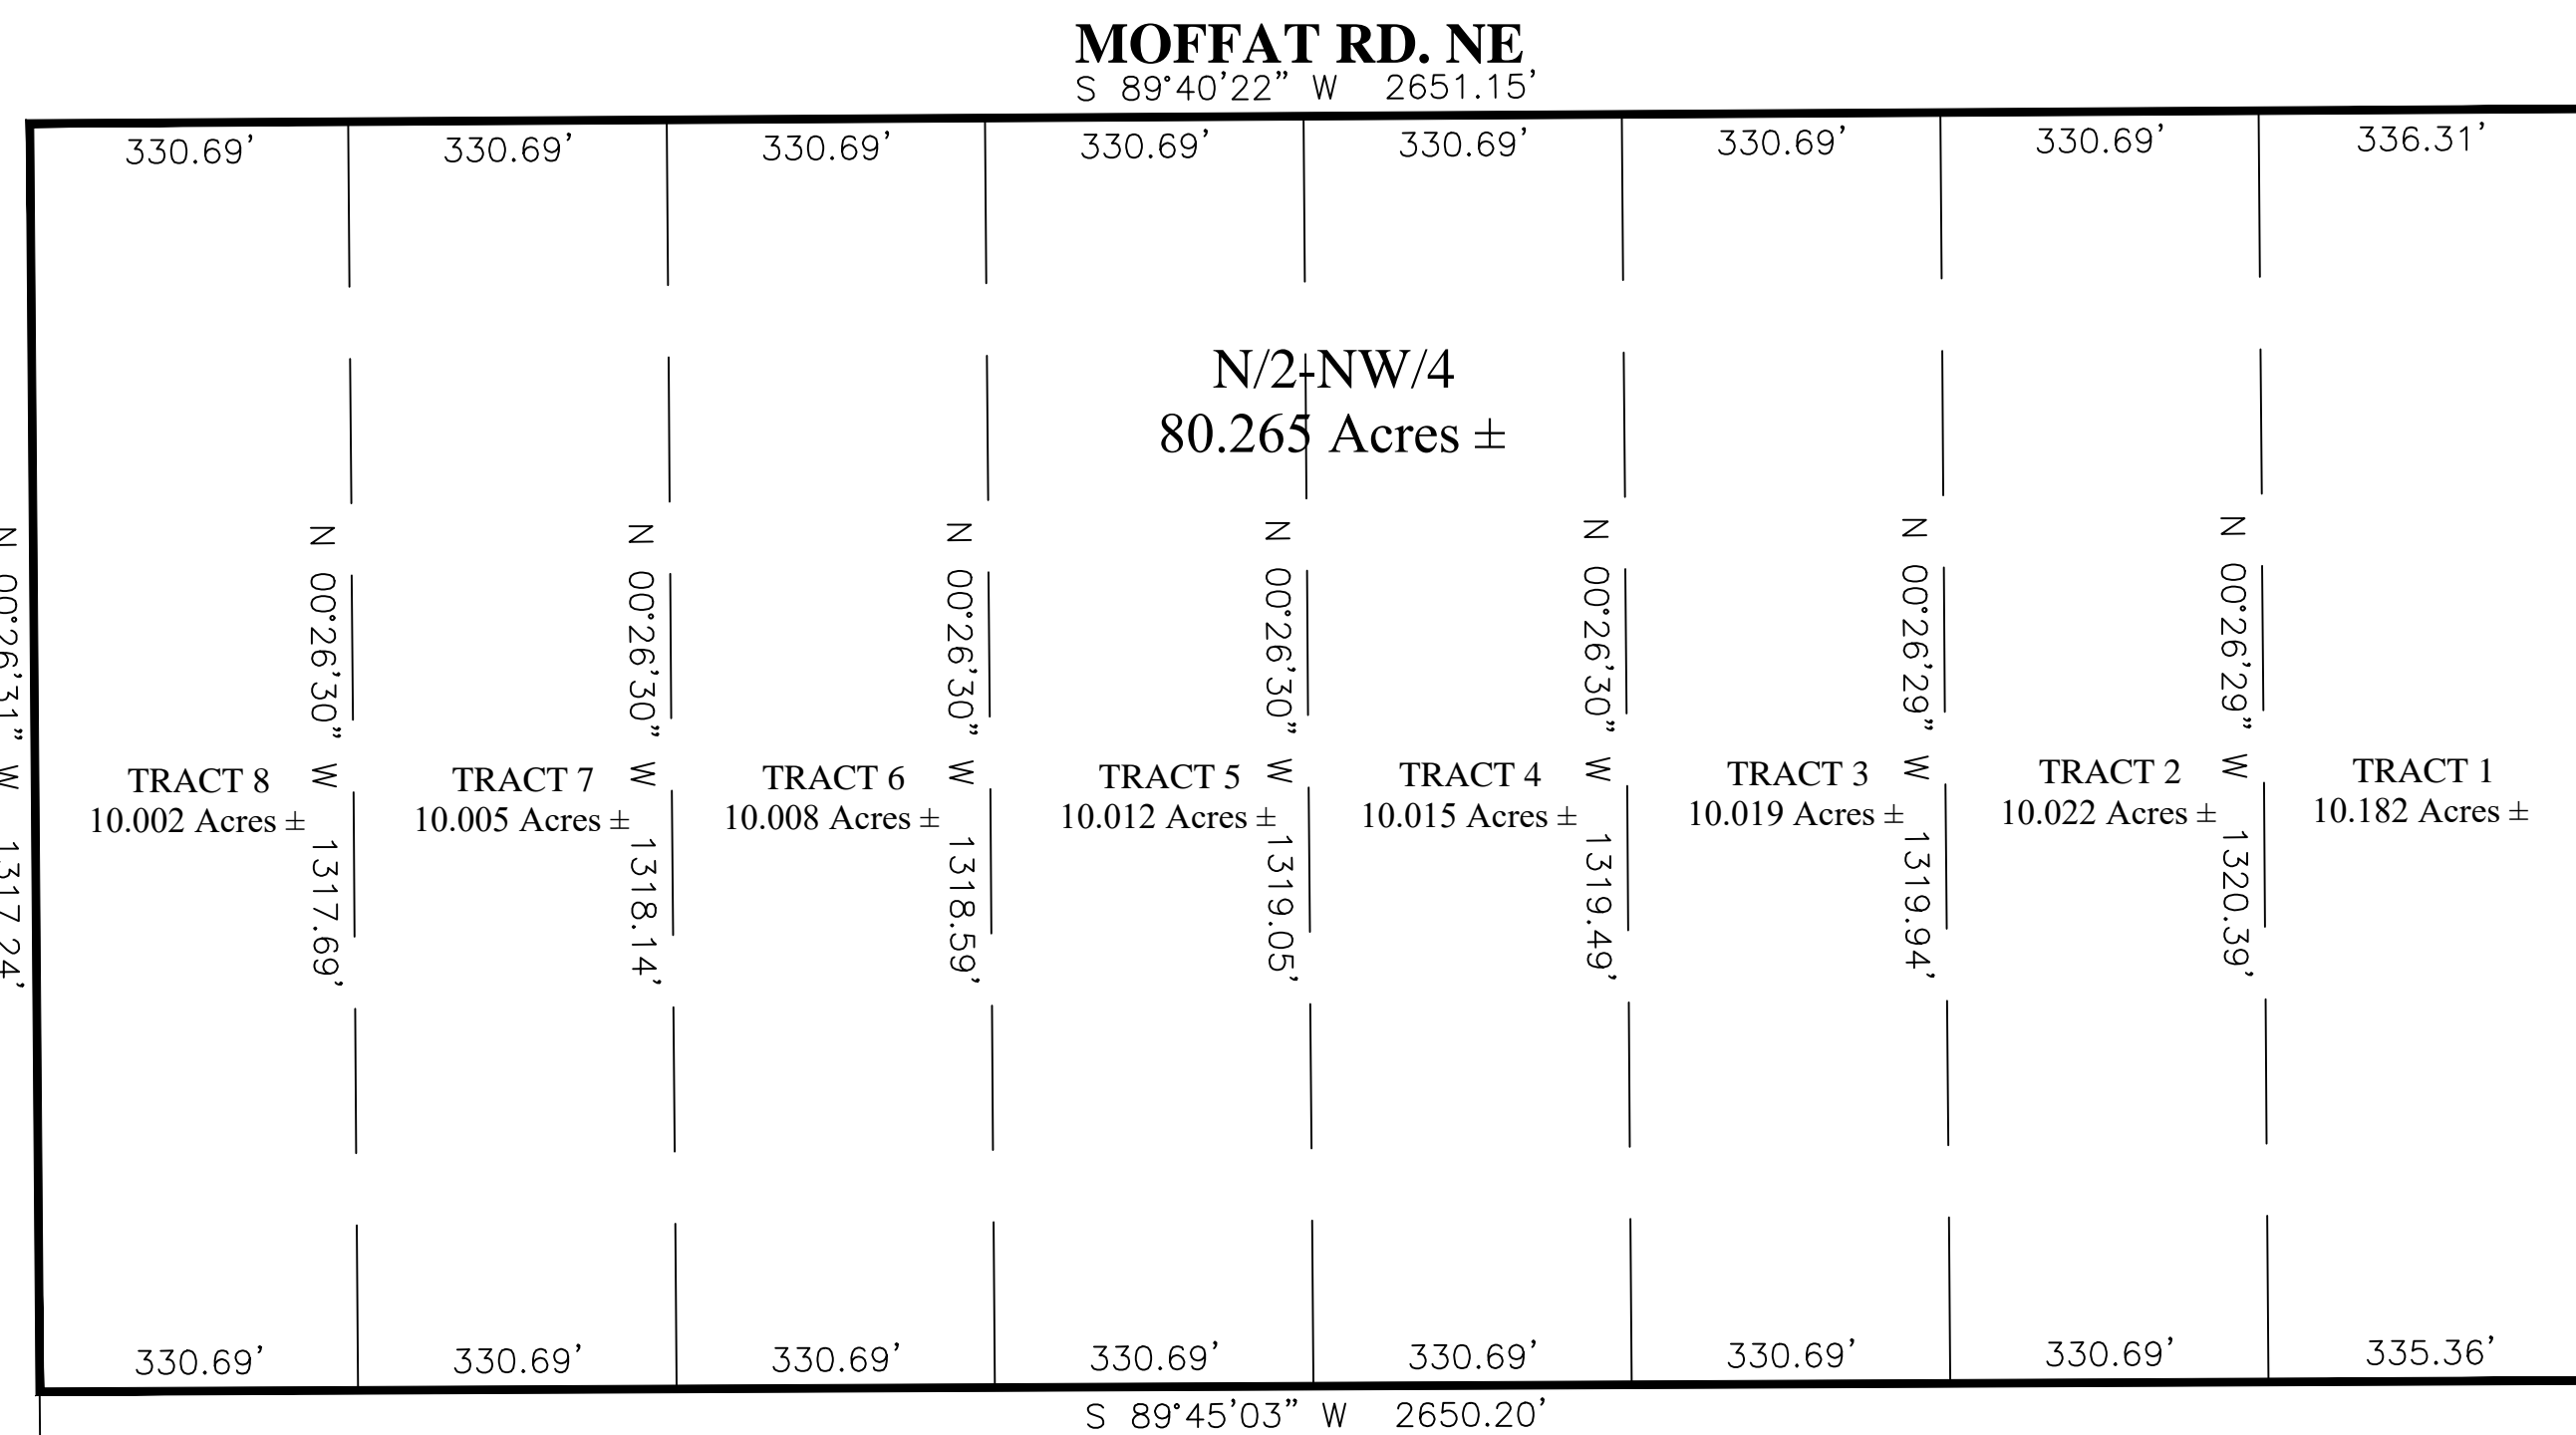 MOFFAT RD. NE
S 89°40'22" W 2651.15'
330.69'
330.69'
330.69'
330.69'
330.69'
330.69'
330.69'
336.31'
N/2-NW/4
80.265 Acres ±
N 00°26'31" W 1317.24'
N 00°26'30" W 1317.69'
N 00°26'30" W 1318.14'
N 00°26'30" W 1318.59'
N 00°26'30" W 1319.05'
N 00°26'30" W 1319.49'
N 00°26'29" W 1319.94'
N 00°26'29" W 1320.39'
TRACT 8
10.002 Acres ±
TRACT 7
10.005 Acres ±
TRACT 6
10.008 Acres ±
TRACT 5
10.012 Acres ±
TRACT 4
10.015 Acres ±
TRACT 3
10.019 Acres ±
TRACT 2
10.022 Acres ±
TRACT 1
10.182 Acres ±
330.69'
330.69'
330.69'
330.69'
330.69'
330.69'
330.69'
335.36'
S 89°45'03" W 2650.20'